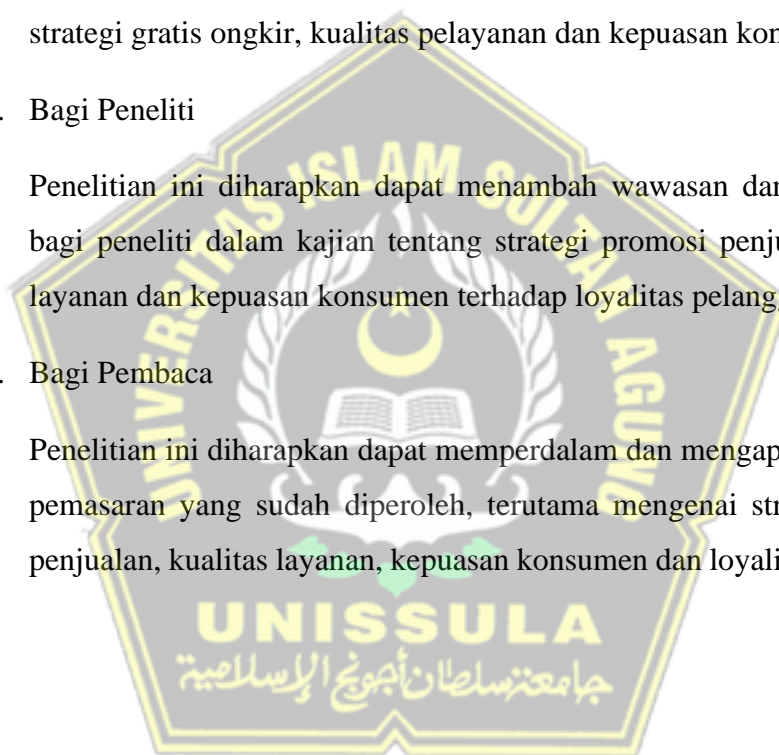 strategi gratis ongkir, kualitas pelayanan dan kepuasan kon
. Bagi Peneliti
Penelitian ini diharapkan dapat menambah wawasan dan
bagi peneliti dalam kajian tentang strategi promosi penju
layanan dan kepuasan konsumen terhadap loyalitas pelangg
. Bagi Pembaca
Penelitian ini diharapkan dapat memperdalam dan mengap
pemasaran yang sudah diperoleh, terutama mengenai str
penjualan, kualitas layanan, kepuasan konsumen dan loyali
UNIVERSITAS ISLAM SULTAN AGUNG
UNISSULA
جامعة سلطان أجونج الإسلامية